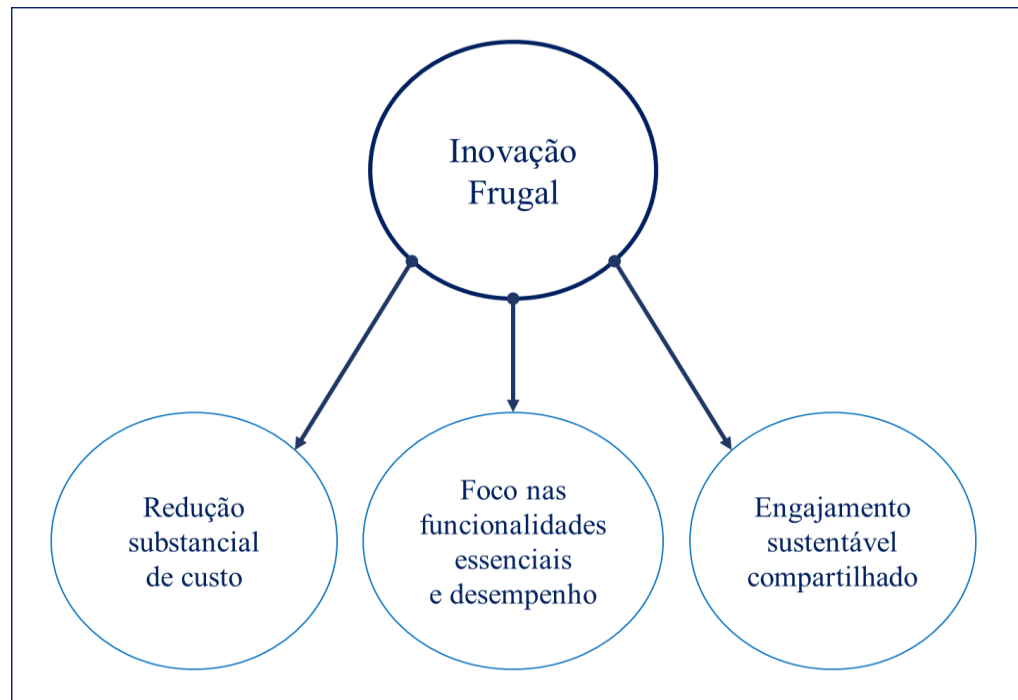 Inovação
Frugal
Redução
substancial
de custo
Foco nas
funcionalidades
essenciais
e desempenho
Engajamento
sustentável
compartilhado